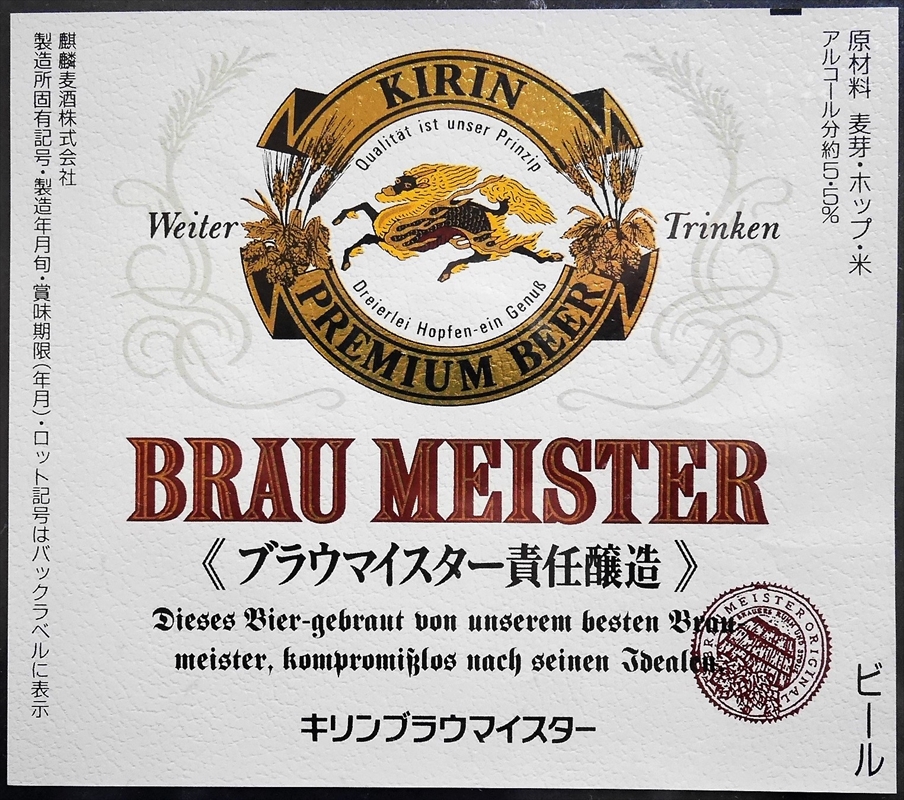 原材料 麦芽・ホップ・米
アルコール分約5・5%
KIRIN
Qualität ist unser Prinzip
Weiter Trinken
Dreierlei Hopfen-ein Genuß
PREMIUM BEER
BRAU MEISTER
《ブラウマイスター責任醸造》
Dieses Bier-gebraut von unserem besten Brau-
meister, kompromißlos nach seinen Idealen.
キリンブラウマイスター
MEISTER ORIGINAL
ビール
麒麟麦酒株式会社
製造所固有記号・製造年月旬・賞味期限(年月)・ロット記号はバックラベルに表示